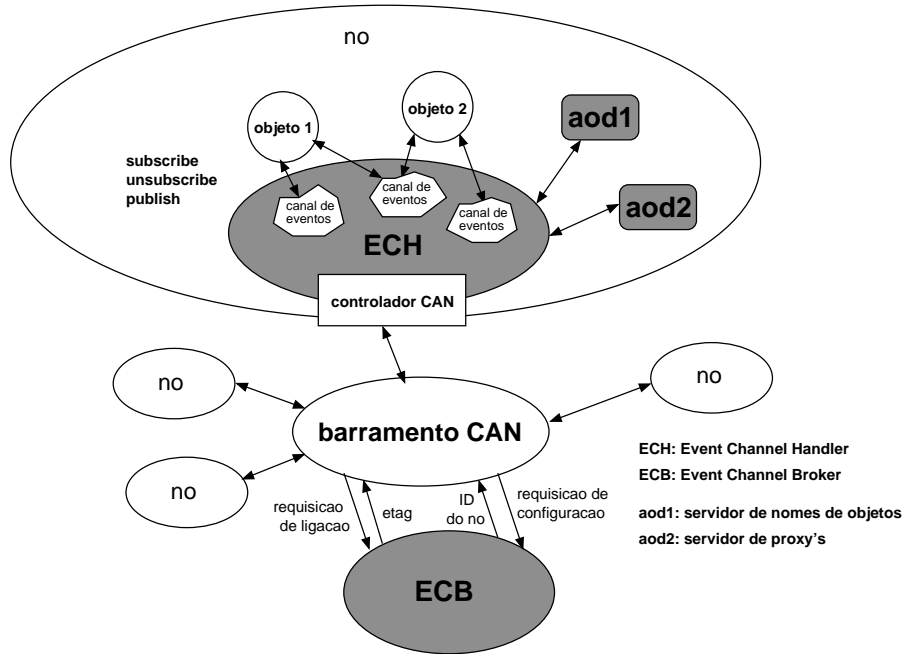 no
objeto 1
objeto 2
aod1
subscribe
unsubscribe
publish
canal de
eventos
canal de
eventos
canal de
eventos
aod2
ECH
controlador CAN
no
no
barramento CAN
no
ECH: Event Channel Handler
ECB: Event Channel Broker
requisicao
de ligacao
etag
ID
do no
requisicao de
configuracao
aod1: servidor de nomes de objetos
aod2: servidor de proxy's
ECB